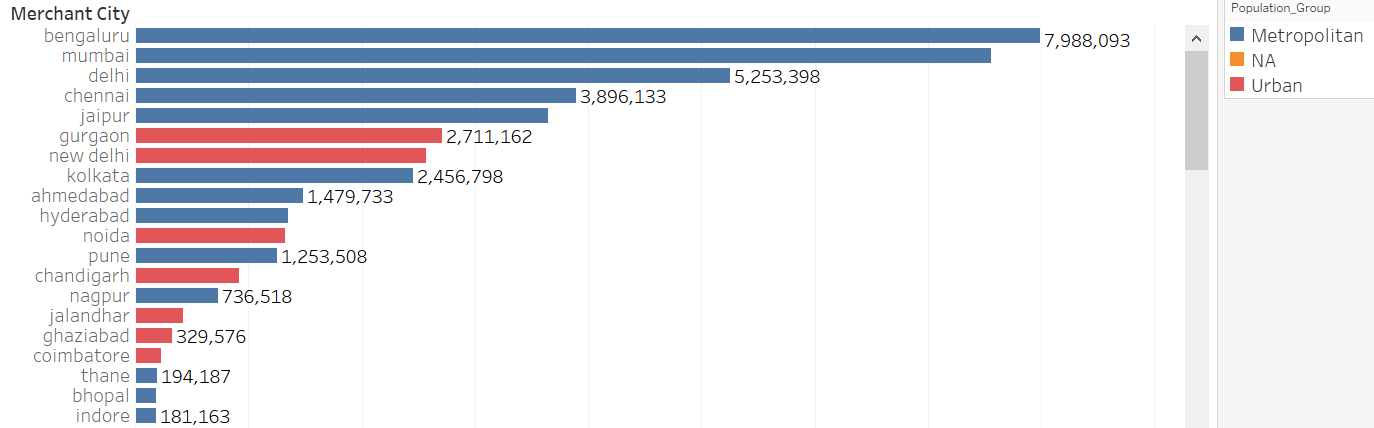 Merchant City
bengaluru 7,988,093
mumbai
delhi 5,253,398
chennai 3,896,133
jaipur
gurgaon 2,711,162
new delhi
kolkata 2,456,798
ahmedabad 1,479,733
hyderabad
noida
pune 1,253,508
chandigarh
nagpur 736,518
jalandhar
ghaziabad 329,576
coimbatore
thane 194,187
bhopal
indore 181,163
Population_Group
Metropolitan
NA
Urban